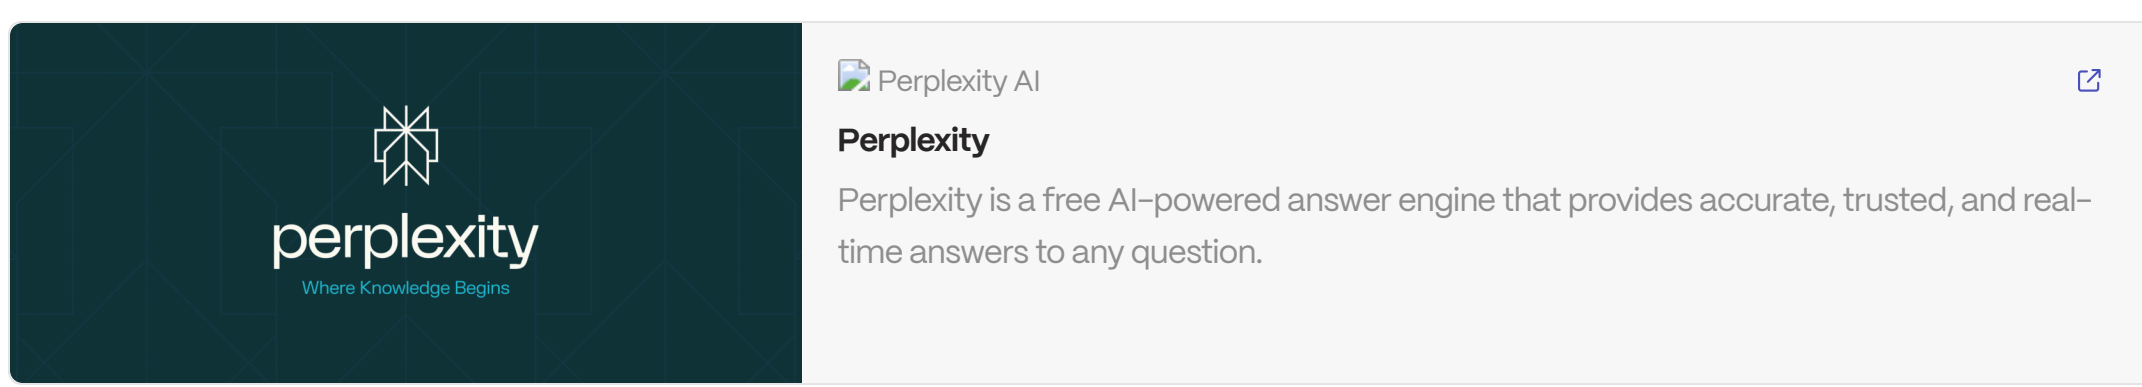 perplexity
Where Knowledge Begins
Perplexity AI
Perplexity
Perplexity is a free AI-powered answer engine that provides accurate, trusted, and real-
time answers to any question.